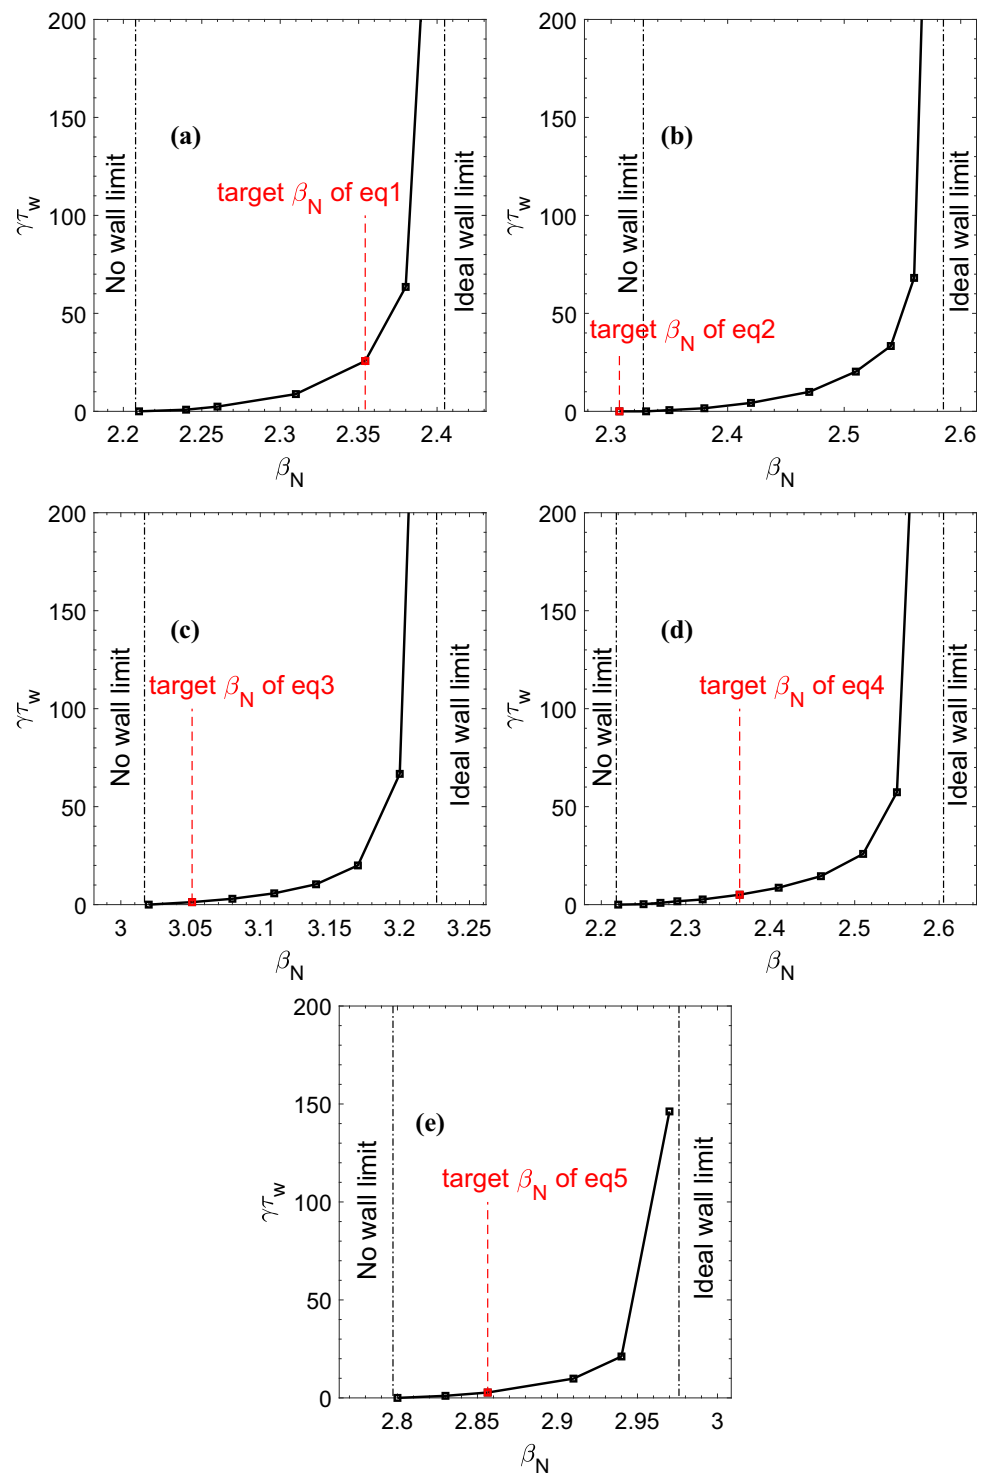 200
150
100
50
0
γτw
No wall limit
(a)
target βN of eq1
Ideal wall limit
2.2 2.25 2.3 2.35 2.4
βN
200
150
100
50
0
γτw
No wall limit
(b)
target βN of eq2
Ideal wall limit
2.3 2.4 2.5 2.6
βN
200
150
100
50
0
γτw
No wall limit
(c)
target βN of eq3
Ideal wall limit
3 3.05 3.1 3.15 3.2 3.25
βN
200
150
100
50
0
γτw
No wall limit
(d)
target βN of eq4
Ideal wall limit
2.2 2.3 2.4 2.5 2.6
βN
200
150
100
50
0
γτw
No wall limit
(e)
target βN of eq5
Ideal wall limit
2.8 2.85 2.9 2.95 3
βN